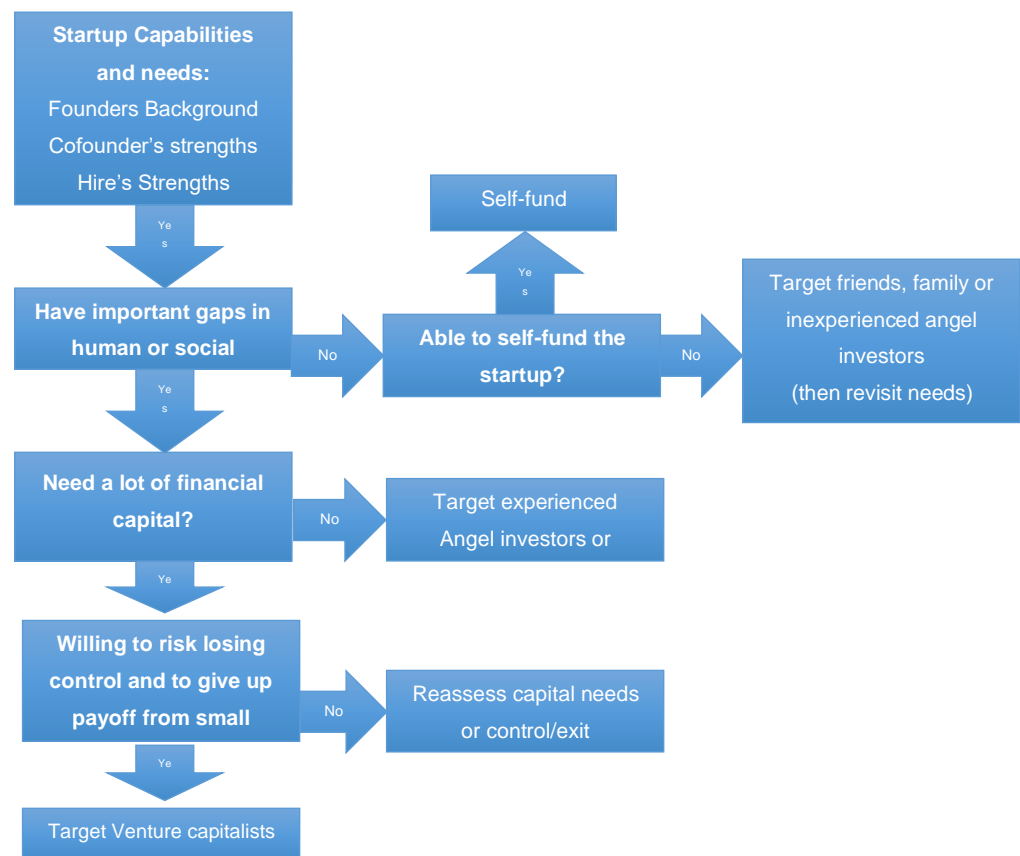 Startup Capabilities
and needs:
Founders Background
Cofounder’s strengths
Hire’s Strengths
Ye
s
Self-fund
Ye
s
Have important gaps in
human or social
No
Able to self-fund the
startup?
No
Target friends, family or
inexperienced angel
investors
(then revisit needs)
Ye
s
Need a lot of financial
capital?
No
Target experienced
Angel investors or
Ye
Willing to risk losing
control and to give up
payoff from small
No
Reassess capital needs
or control/exit
Ye
Target Venture capitalists